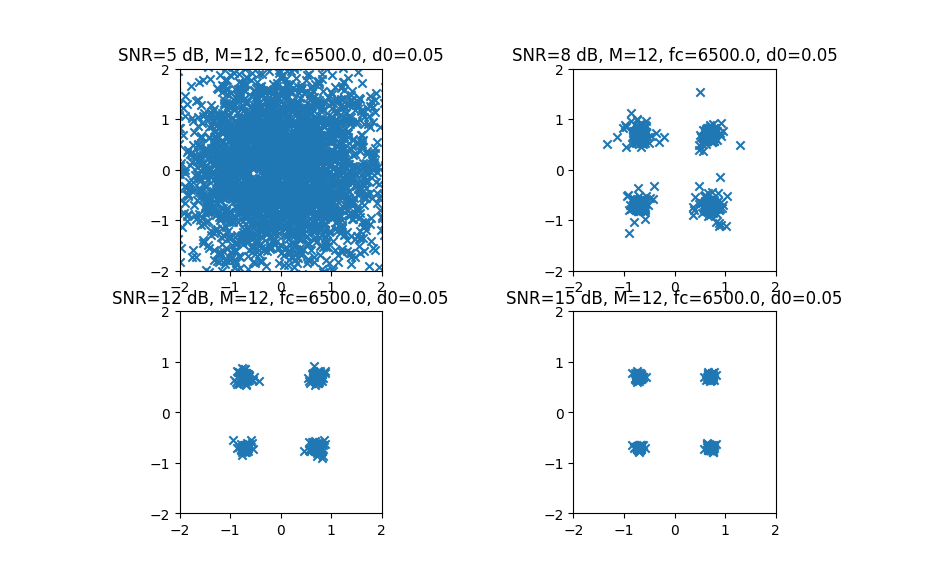 SNR=5 dB, M=12, fc=6500.0, d0=0.05
2
1
0
−1
−2
−2 −1 0 1 2
SNR=8 dB, M=12, fc=6500.0, d0=0.05
2
1
0
−1
−2
−2 −1 0 1 2
SNR=12 dB, M=12, fc=6500.0, d0=0.05
2
1
0
−1
−2
−2 −1 0 1 2
SNR=15 dB, M=12, fc=6500.0, d0=0.05
2
1
0
−1
−2
−2 −1 0 1 2